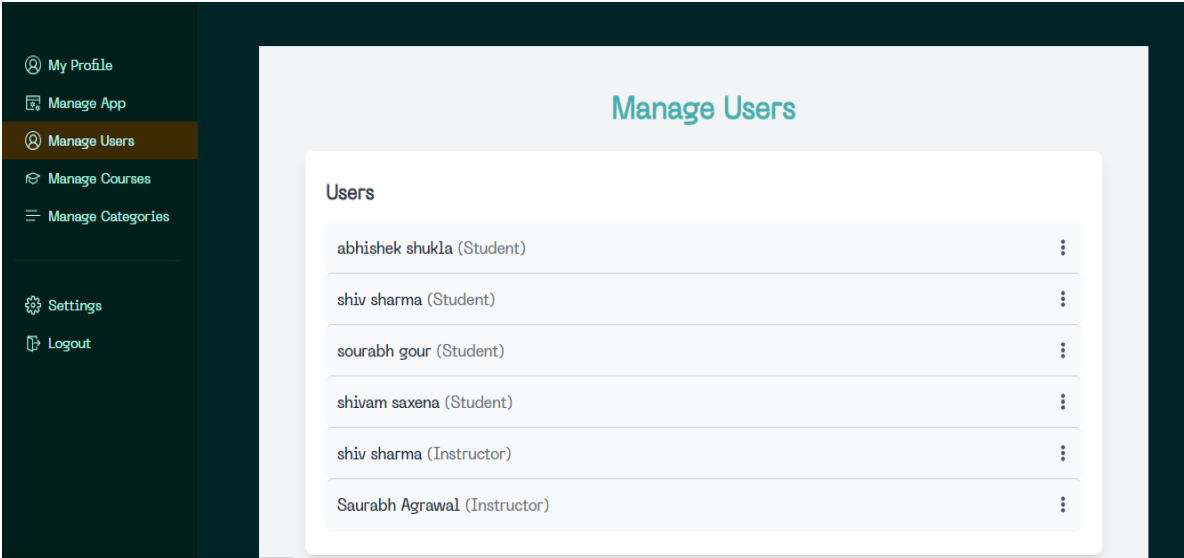 My Profile
Manage App
Manage Users
Manage Courses
Manage Categories
Settings
Logout
Manage Users
Users
abhishek shukla (Student)
shiv sharma (Student)
sourabh gour (Student)
shivam saxena (Student)
shiv sharma (Instructor)
Saurabh Agrawal (Instructor)